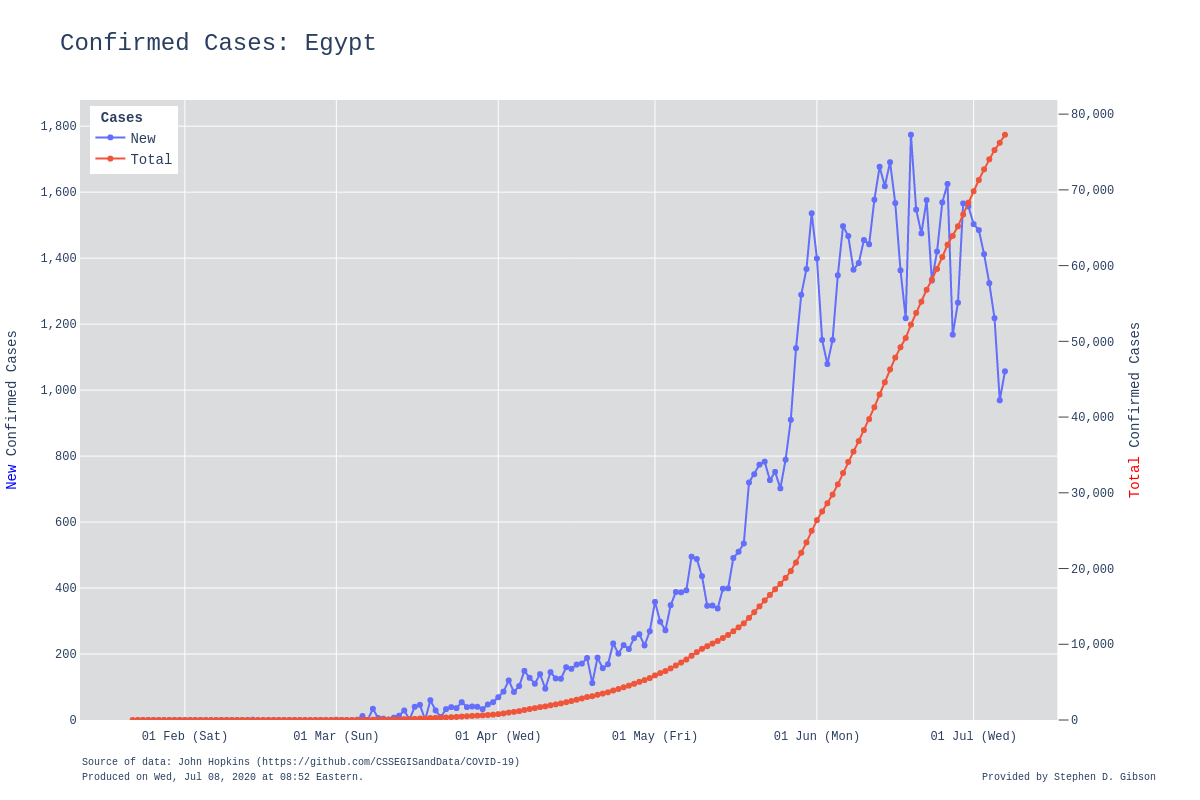 Confirmed Cases: Egypt
Cases
New
Total
1,800
1,600
1,400
1,200
1,000
800
600
400
200
0
80,000
70,000
60,000
50,000
40,000
30,000
20,000
10,000
0
New Confirmed Cases
Total Confirmed Cases
01 Feb (Sat) 01 Mar (Sun) 01 Apr (Wed) 01 May (Fri) 01 Jun (Mon) 01 Jul (Wed)
Source of data: John Hopkins (https://github.com/CSSEGISandData/COVID-19)
Produced on Wed, Jul 08, 2020 at 08:52 Eastern.
Provided by Stephen D. Gibson